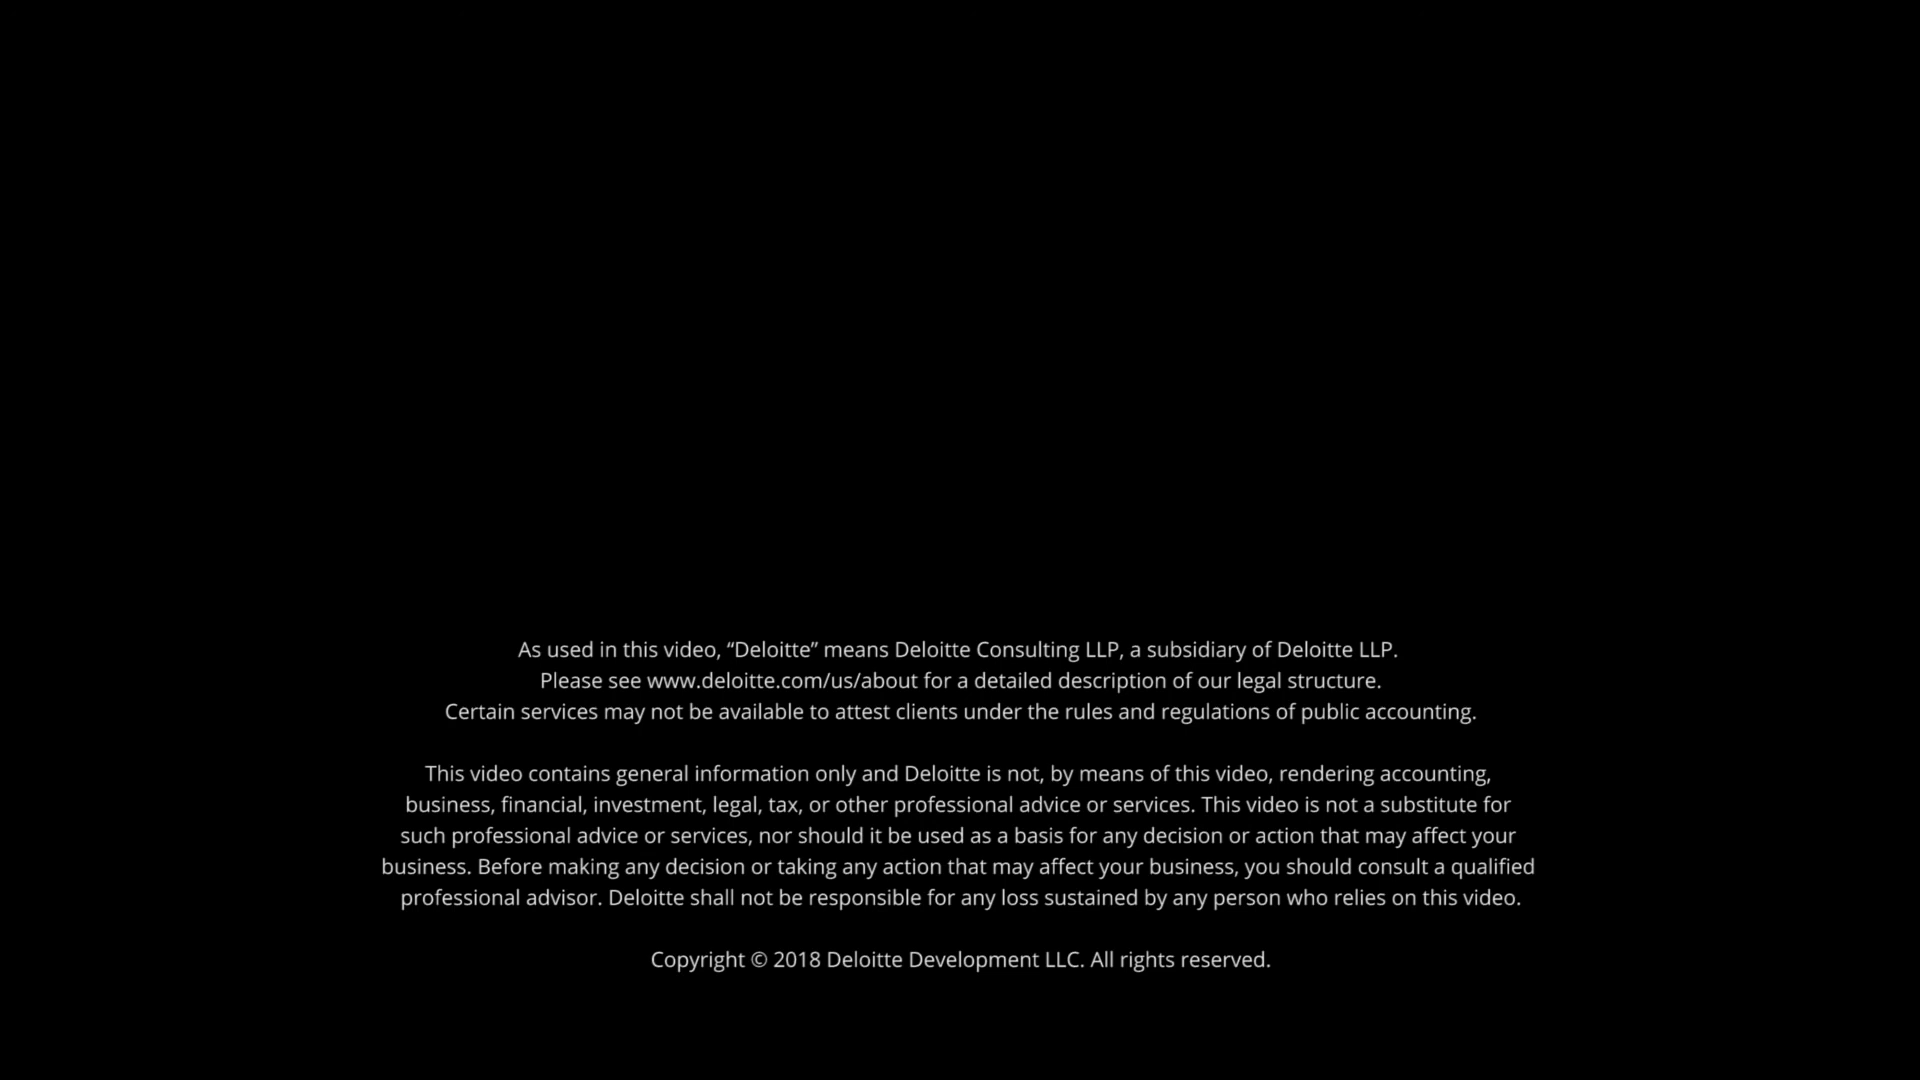 As used in this video, “Deloitte” means Deloitte Consulting LLP, a subsidiary of Deloitte LLP.
Please see www.deloitte.com/us/about for a detailed description of our legal structure.
Certain services may not be available to attest clients under the rules and regulations of public accounting.
This video contains general information only and Deloitte is not, by means of this video, rendering accounting,
business, financial, investment, legal, tax, or other professional advice or services. This video is not a substitute for
such professional advice or services, nor should it be used as a basis for any decision or action that may affect your
business. Before making any decision or taking any action that may affect your business, you should consult a qualified
professional advisor. Deloitte shall not be responsible for any loss sustained by any person who relies on this video.
Copyright © 2018 Deloitte Development LLC. All rights reserved.